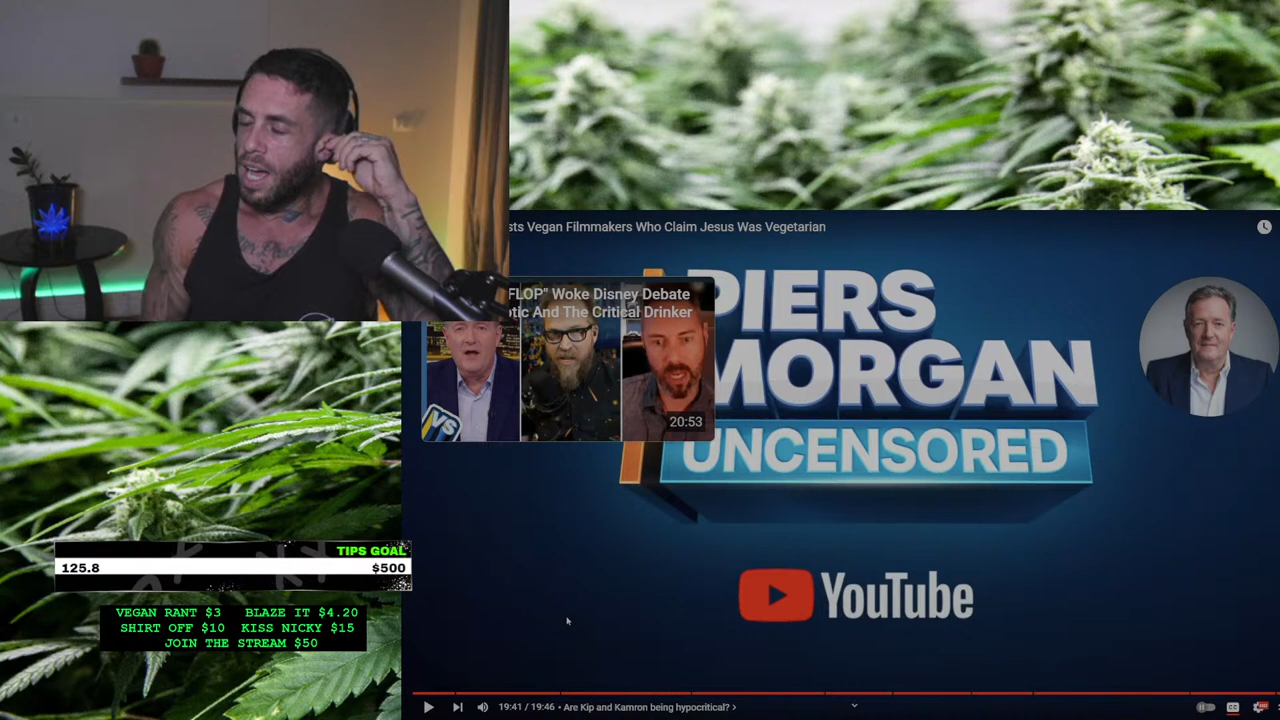 sts Vegan Filmmakers Who Claim Jesus Was Vegetarian
FLOP" Woke Disney Debate
otic And The Critical Drinker
VS
20:53
PIERS
MORGAN
UNCENSORED
YouTube
TIPS GOAL
125.8 $500
VEGAN RANT $3 BLAZE IT $4.20
SHIRT OFF $10 KISS NICKY $15
JOIN THE STREAM $50
19:41 / 19:46 • Are Kip and Kamron being hypocritical? ›